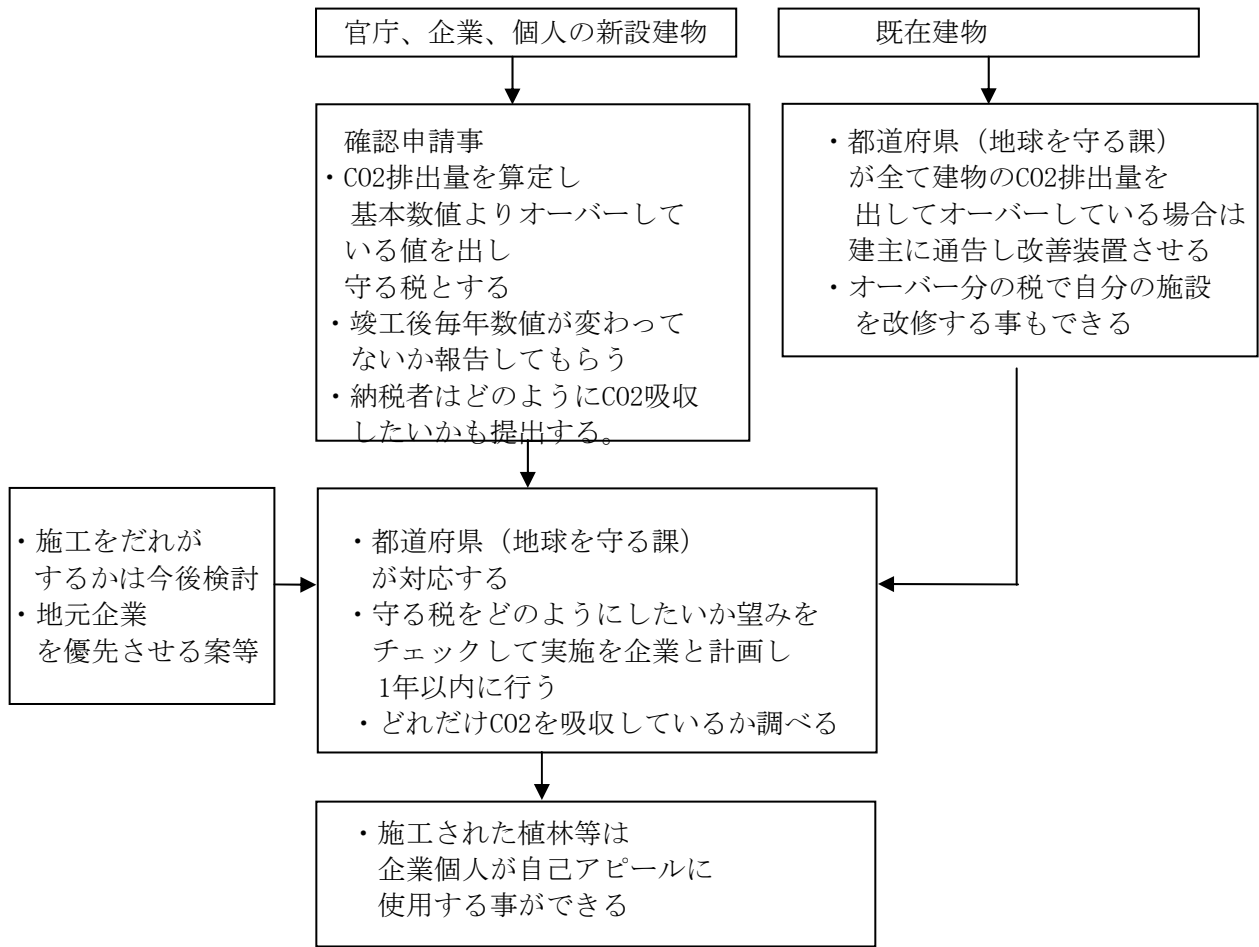 官庁、企業、個人の新設建物
既在建物
確認申請事
・CO2排出量を算定し
基本数値よりオーバーして
いる値を出し
守る税とする
・竣工後毎年数値が変わって
ないか報告してもらう
・納税者はどのようにCO2吸収
したいかも提出する。
・都道府県（地球を守る課）
が全て建物のCO2排出量を
出してオーバーしている場合は
建主に通告し改善装置させる
・オーバー分の税で自分の施設
を改修する事もできる
・施工をだれが
するかは今後検討
・地元企業
を優先させる案等
・都道府県（地球を守る課）
が対応する
・守る税をどのようにしたいか望みを
チェックして実施を企業と計画し
1年以内に行う
・どれだけCO2を吸収しているか調べる
・施工された植林等は
企業個人が自己アピールに
使用する事ができる